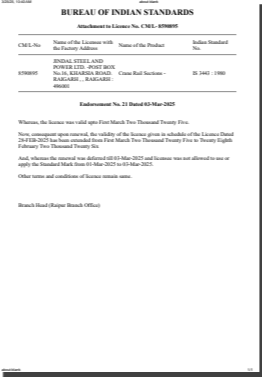 about:blank
BUREAU OF INDIAN STANDARDS
Attachment to Licence No. CM/L- 8590895
CM/L-No Name of the Licensee with the Factory Address Name of the Product Indian Standard No.
8590895 JINDAL STEEL AND POWER LTD. -POST BOX No.16, KHARSIA ROAD, RAIGARH , , RAIGARH : 496001 Crane Rail Sections - IS 3443 : 1980
Endorsement No. 21 Dated 03-Mar-2025
Whereas, the licence was valid upto First March Two Thousand Twenty Five.
Now, consequent upon renewal, the validity of the licence given in schedule of the Licence Dated
29-FEB-2025 has been extended from First March Two Thousand Twenty Five to Twenty Eighth
February Two Thousand Twenty Six
And, whereas the renewal was deferred till 03-Mar-2025 and licensee was not allowed to use or
apply the Standard Mark from 01-Mar-2025 to 03-Mar-2025.
Other terms and conditions of licence remain same.
Branch Head (Raipur Branch Office)
about:blank 1/1